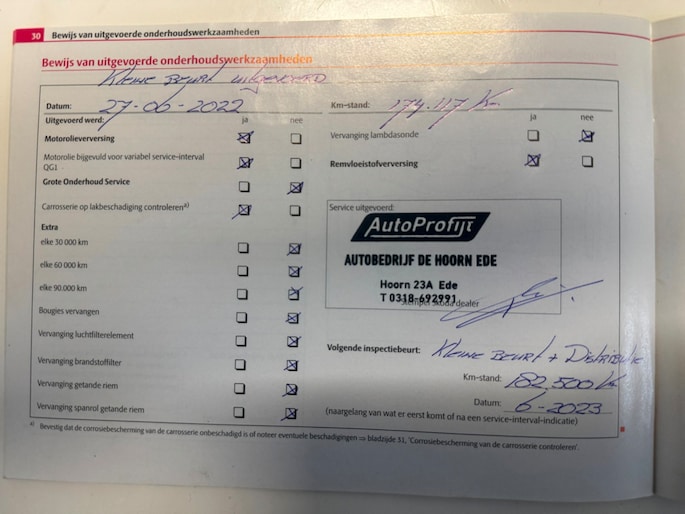 30 Bewijs van uitgevoerde onderhoudswerkzaamheden
Bewijs van uitgevoerde onderhoudswerkzaamheden
KLEINE BEURT UITGEVOERD
Datum: 27-06-2022
Km-stand: 174.117 Km
Uitgevoerd werd: ja nee
ja nee
Motorolieverversing
Vervanging lambdasonde
Motorolie bijgevuld voor variabel service-interval
QG1
Remvloeistofverversing
Grote Onderhoud Service
Carrosserie op lakbeschadiging controleren a)
Service uitgevoerd:
AutoProfijt
AUTOBEDRIJF DE HOORN EDE
Hoorn 23A Ede
T 0318-692991
stempel Škoda dealer
Extra
elke 30 000 km
elke 60 000 km
elke 90.000 km
Bougies vervangen
Vervanging luchtfilterelement
Vervanging brandstoffilter
Vervanging getande riem
Vervanging spanrol getande riem
Volgende inspectiebeurt: KLEINE BEURT + DISTRIBUTIE
Km-stand: 182.500 Km
Datum: 6-2023
(naargelang van wat er eerst komt of na een service-interval-indicatie)
a) Bevestig dat de corrosiebescherming van de carrosserie onbeschadigd is of noteer eventuele beschadigingen ⇒ bladzijde 51, 'Corrosiebescherming van de carrosserie controleren'.